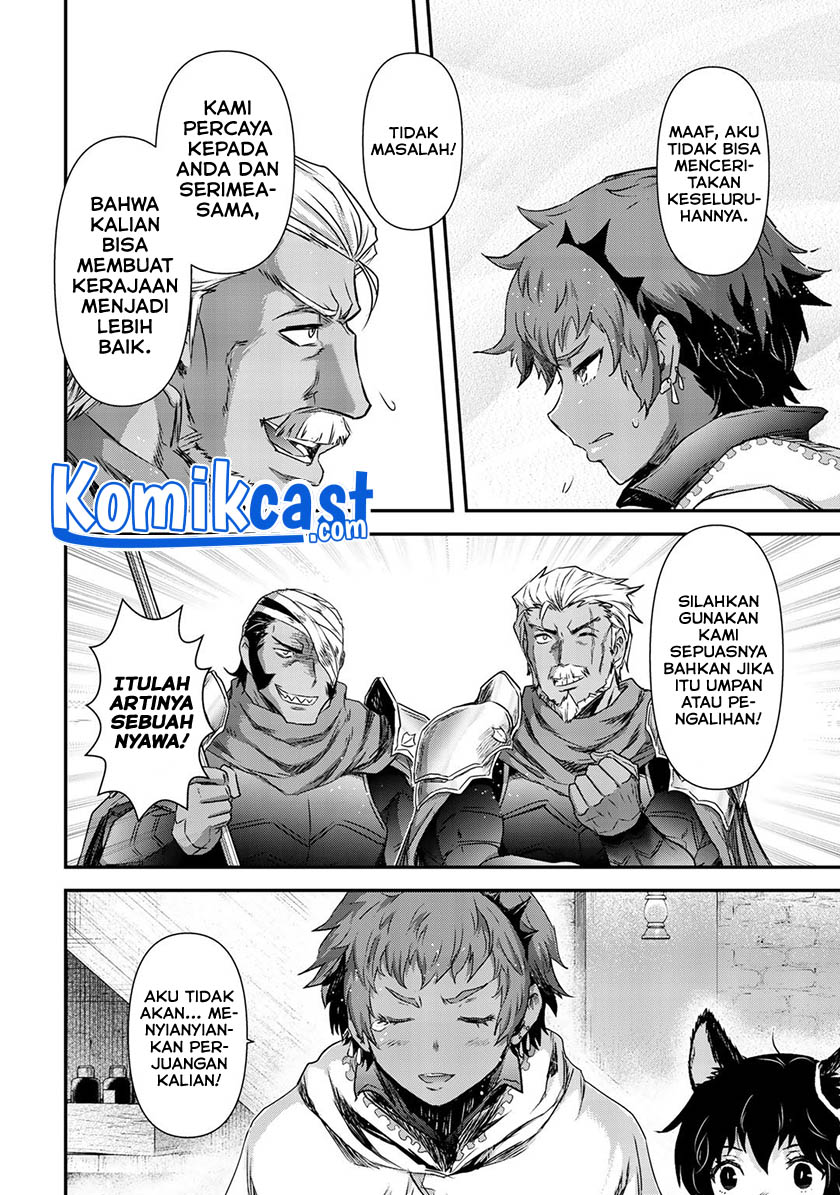 MAAF, AKU
TIDAK BISA
MENCERI-
TAKAN
KESELURU-
HANNYA.
TIDAK
MASALAH!
KAMI
PERCAYA
KEPADA
ANDA DAN
SERIMEA-
SAMA,
BAHWA
KALIAN
BISA
MEMBUAT
KERAJAAN
MENJADI
LEBIH
BAIK.
Komikcast
.com
SILAHKAN
GUNAKAN
KAMI
SEPUASNYA
BAHKAN JIKA
ITU UMPAN
ATAU PE-
NGALIHAN!
ITULAH
ARTINYA
SEBUAH
NYAWA!
AKU TIDAK
AKAN... ME-
NYIANYIAN-
KAN PER-
JUANGAN
KALIAN!